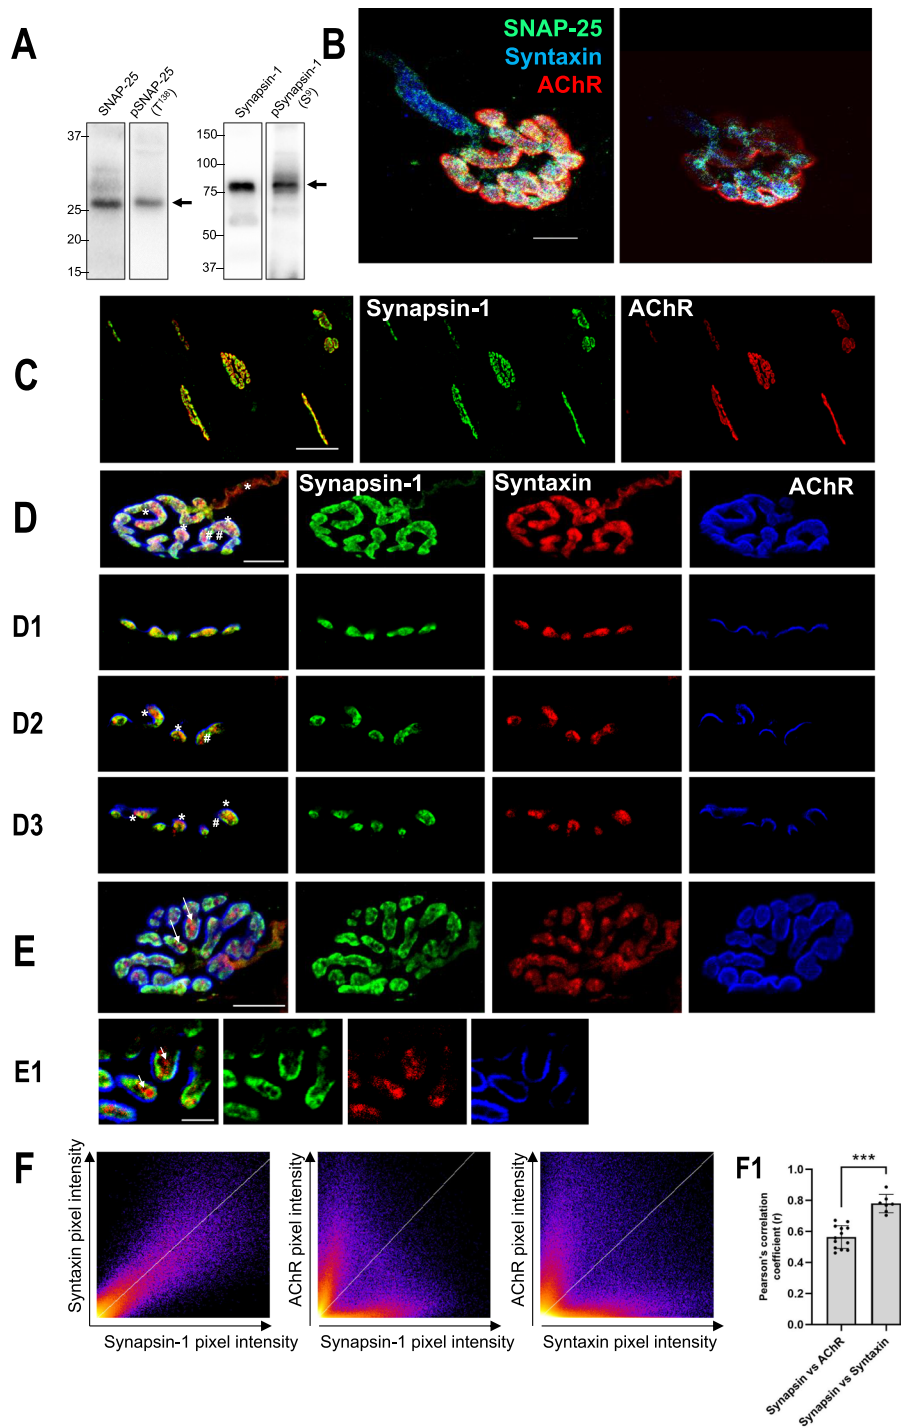 A
SNAP-25
pSNAP-25
(T¹³⁸)
Synapsin-1
pSynapsin-1
(S⁹)
37
25
20
15
150
100
75
50
37
B
SNAP-25
Syntaxin
AChR
C
Synapsin-1
AChR
D
Synapsin-1
Syntaxin
AChR
*
*
*
*
# #
D1
D2
*
*
#
D3
*
*
*
#
E
E1
F
Syntaxin pixel intensity
Synapsin-1 pixel intensity
AChR pixel intensity
Synapsin-1 pixel intensity
AChR pixel intensity
Syntaxin pixel intensity
F1
***
Pearson's correlation
coefficient (r)
1.0
0.8
0.6
0.4
0.2
0.0
Synapsin vs AChR
Synapsin vs Syntaxin